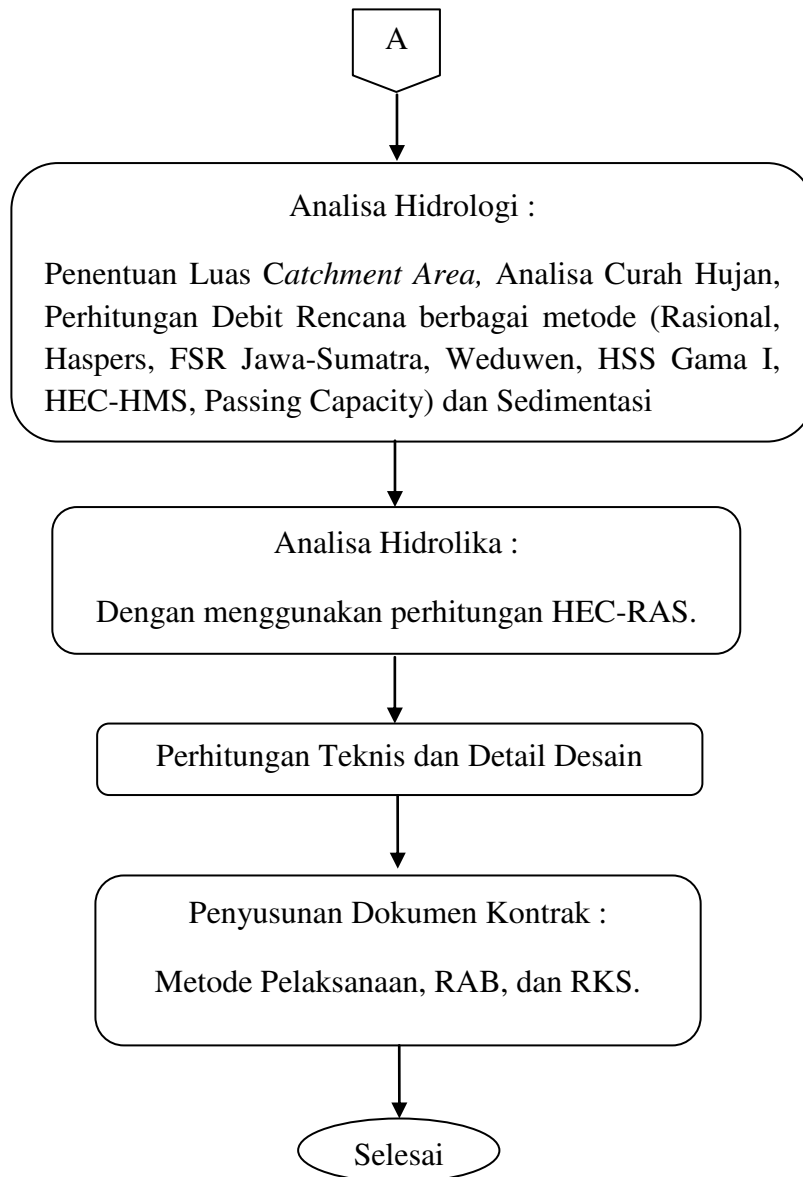 A
Analisa Hidrologi :
Penentuan Luas Catchment Area, Analisa Curah Hujan,
Perhitungan Debit Rencana berbagai metode (Rasional,
Haspers, FSR Jawa-Sumatra, Weduwen, HSS Gama I,
HEC-HMS, Passing Capacity) dan Sedimentasi
Analisa Hidrolika :
Dengan menggunakan perhitungan HEC-RAS.
Perhitungan Teknis dan Detail Desain
Penyusunan Dokumen Kontrak :
Metode Pelaksanaan, RAB, dan RKS.
Selesai